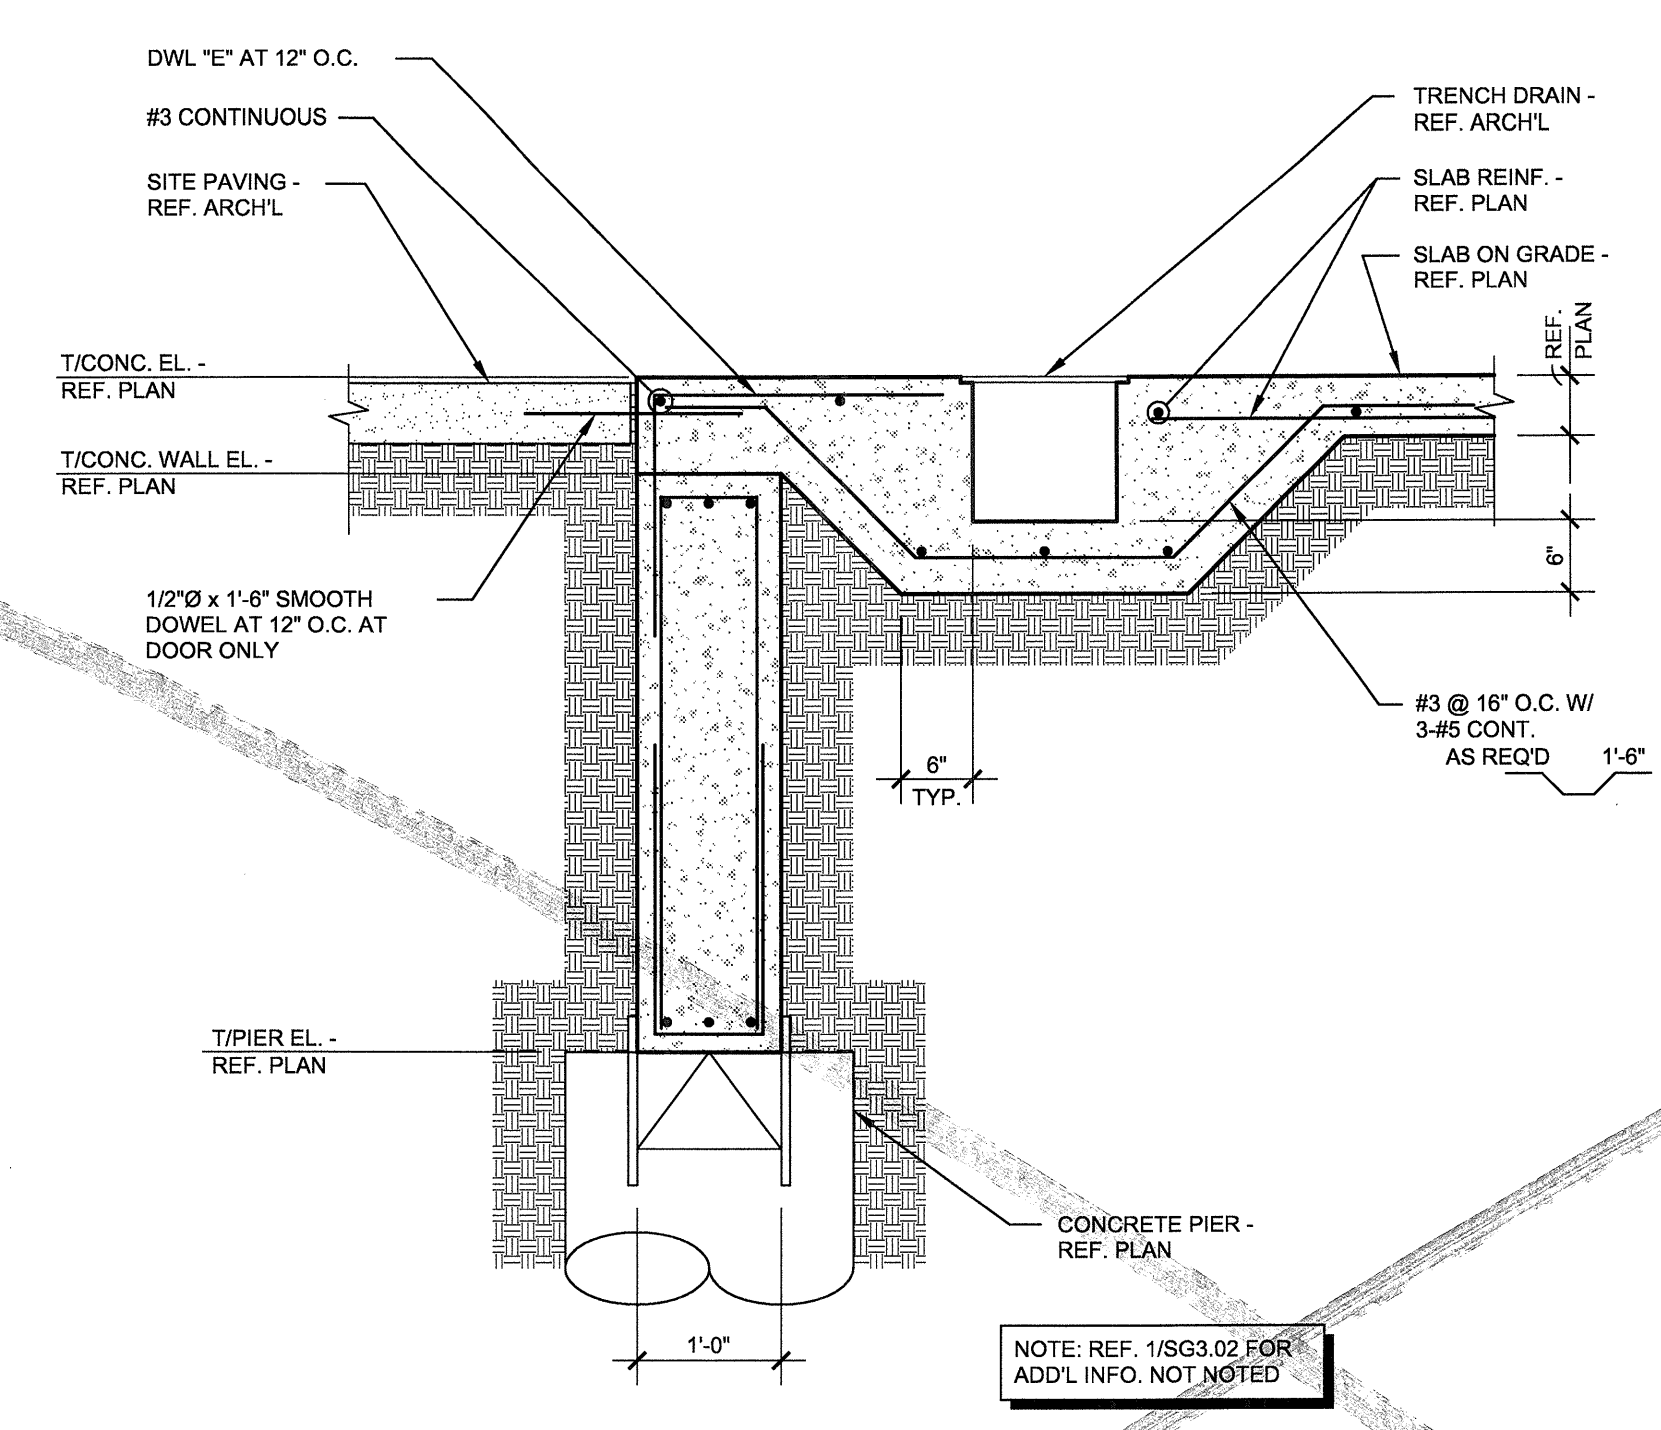 DWL "E" AT 12" O.C.
#3 CONTINUOUS
SITE PAVING -
REF. ARCH'L
TRENCH DRAIN -
REF. ARCH'L
SLAB REINF. -
REF. PLAN
SLAB ON GRADE -
REF. PLAN
REF.
PLAN
T/CONC. EL. -
REF. PLAN
T/CONC. WALL EL. -
REF. PLAN
6"
1/2"Ø x 1'-6" SMOOTH
DOWEL AT 12" O.C. AT
DOOR ONLY
#3 @ 16" O.C. W/
3-#5 CONT.
AS REQ'D 1'-6"
6"
TYP.
T/PIER EL. -
REF. PLAN
CONCRETE PIER -
REF. PLAN
1'-0"
NOTE: REF. 1/SG3.02 FOR
ADD'L INFO. NOT NOTED